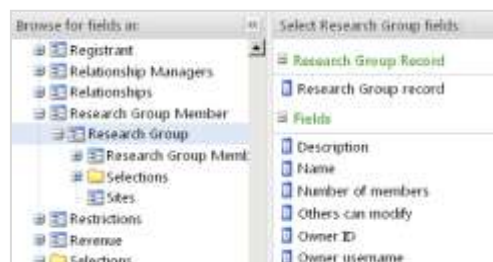 Browse for fields in:
Registrant
Relationship Managers
Relationships
Research Group Member
Research Group
Research Group Memb
Selections
Sites
Restrictions
Revenue
Selections
Select Research Group fields:
Research Group Record
Research Group record
Fields
Description
Name
Number of members
Others can modify
Owner ID
Owner username